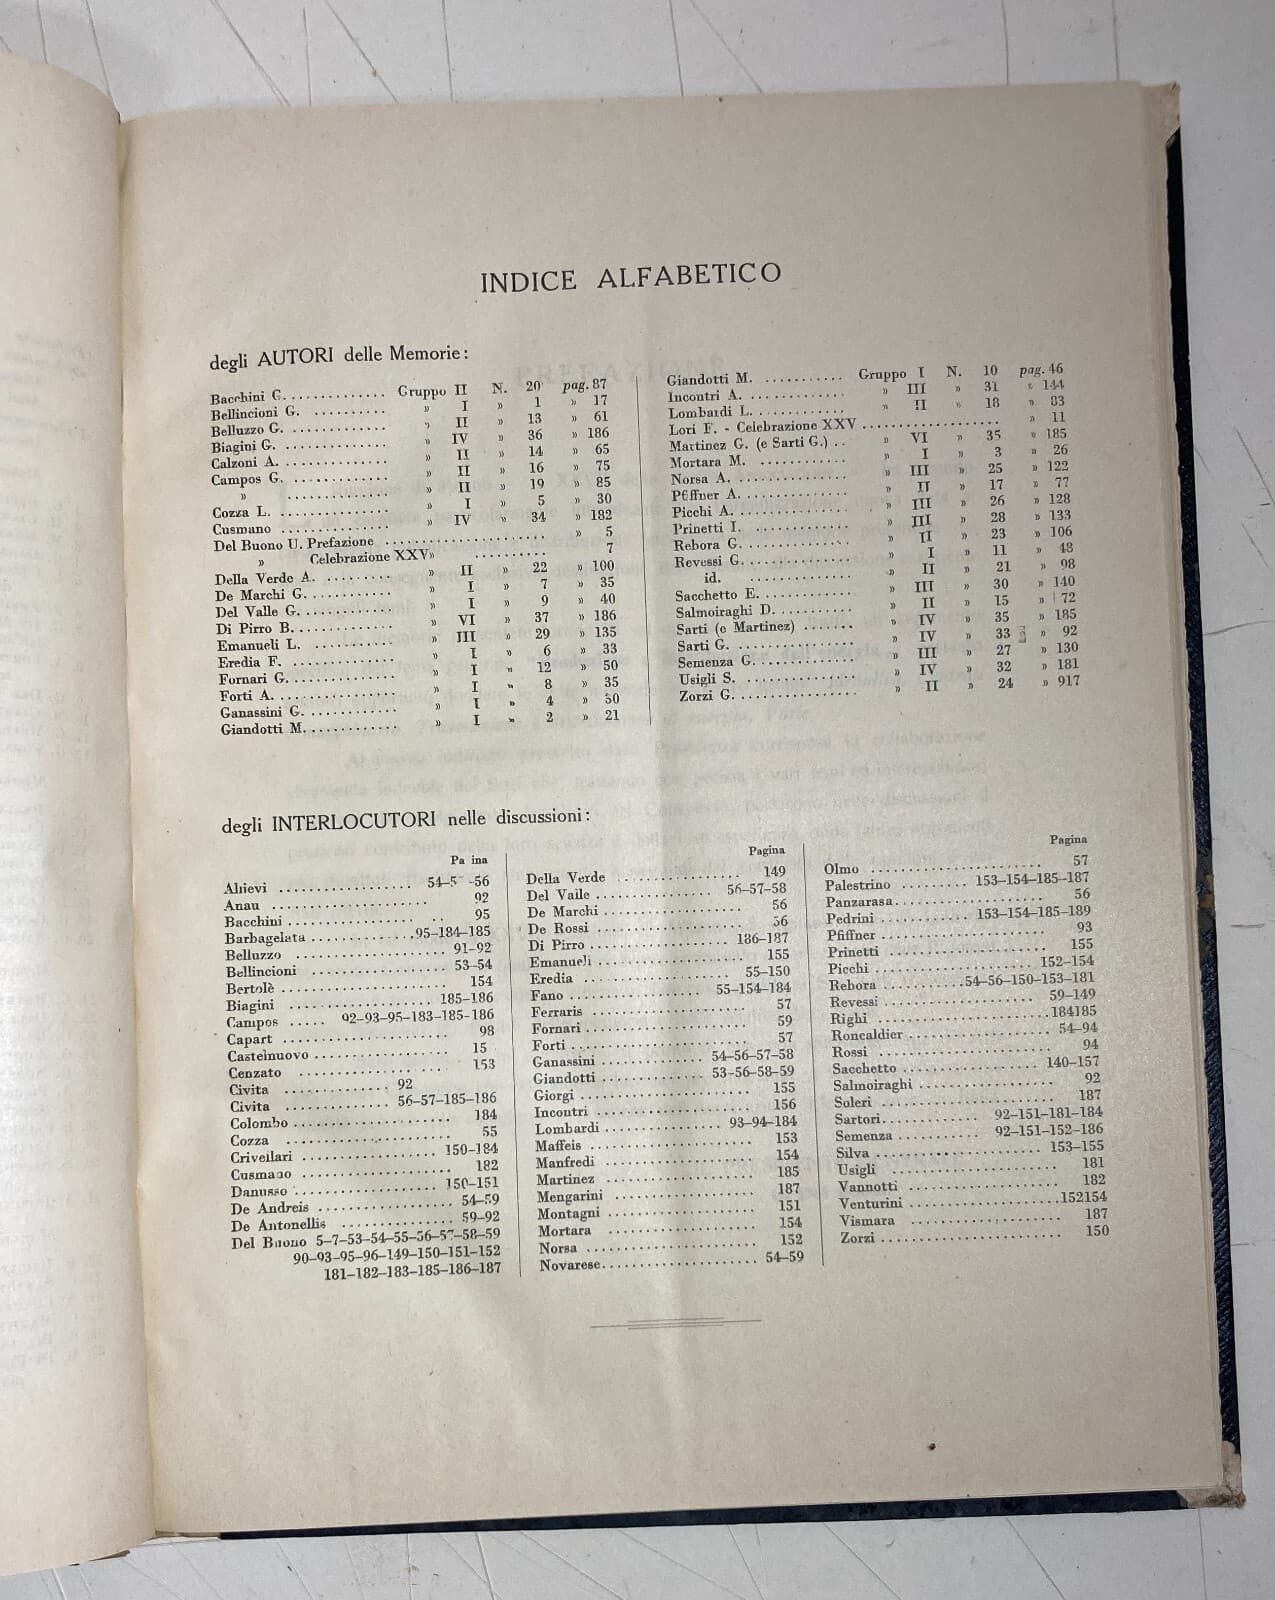 INDICE ALFABETICO
degli AUTORI delle Memorie:
Bacchini G. .............. Gruppo II N. 20 pag. 87
Bellincioni G. .......... » I » 1 » 17
Belluzzo G. .............. » II » 13 » 61
Biagini G. ............... » IV » 36 » 186
Calzoni A. ............... » II » 14 » 65
Campos G. ............... » II » 16 » 75
» ............... » II » 19 » 85
Cozza L. ................ » I » 5 » 30
Cusmano ................ » IV » 34 » 182
Del Buono U. Prefazione ........................ » 5
» Celebrazione XXV» .......... 7
Della Verde A. .......... » II » 22 » 100
De Marchi G. ............ » I » 7 » 35
Del Valle G. ............. » I » 9 » 40
Di Pirro B. .............. » VI » 37 » 186
Emanueli L. ............ » III » 29 » 135
Eredia F. ................ » I » 6 » 33
Fornari G. ............... » I » 12 » 50
Forti A. ................. » I » 8 » 35
Ganassini G. ............ » I » 4 » 30
Giandotti M. ............ » I » 2 » 21
Giandotti M. ........... Gruppo I N. 10 pag. 46
Incontri A. ............. » III » 31 » 144
Lombardi L. ............. » II » 18 » 83
Lori F. - Celebrazione XXV .................... » 11
Martinez G. (e Sarti G.) .. » VI » 35 » 185
Mortara M. ............ » I » 3 » 26
Norsa A. ............... » III » 25 » 122
Pfiffner A. ............. » II » 17 » 77
Picchi A. ............... » III » 26 » 128
Prinetti I. ............. » III » 28 » 133
Rebora G. .............. » II » 23 » 106
Revessi G. .............. » I » 11 » 48
id. .............. » II » 21 » 98
Sacchetto E. ............ » III » 30 » 140
Salmoiraghi D. .......... » II » 15 » 72
Sarti (e Martinez) ....... » IV » 35 » 185
Sarti G. ................ » IV » 33 » 92
Semenza G. ............. » III » 27 » 130
Usigli S. ............... » IV » 32 » 181
Zorzi G. ................ » II » 24 » 917
degli INTERLOCUTORI nelle discussioni:
Pa ina
Allievi .................. 54-5 -56
Anau ..................... 92
Bacchini .................. 95
Barbagelata .............. 95-184-185
Belluzzo .................... 91-92
Bellincioni .................. 53-54
Bertolè ...................... 154
Biagini ................... 185-186
Campos ..... 92-93-95-183-185-186
Capart ...................... 98
Castelnuovo .................. 15
Cenzato .................... 153
Civita .............. 92
Civita .............. 56-57-185-186
Colombo ..................... 184
Cozza ...................... 55
Crivellari .................. 150-184
Cusmano .................... 182
Danusso ................... 150-151
De Andreis .................. 54-59
De Antonellis ............... 59-92
Del Buono 5-7-53-54-55-56-57-58-59
90-93-95-96-149-150-151-152
181-182-183-185-186-187
Pagina
Della Verde ................. 149
Del Valle ................ 56-57-58
De Marchi ................... 56
De Rossi .................... 56
Di Pirro ................... 186-187
Emanueli .................... 155
Eredia ..................... 55-150
Fano .................. 55-154-184
Ferraris ..................... 57
Fornari ...................... 59
Forti ........................ 57
Ganassini .............. 54-56-57-58
Giandotti .............. 53-56-58-59
Giorgi ...................... 155
Incontri .................... 156
Lombardi ................ 93-94-184
Maffeis ..................... 153
Manfredi .................... 154
Martinez .................... 185
Mengarini ................... 187
Montagni .................... 151
Mortara .................... 154
Norsa ....................... 152
Novarese..................... 54-59
Pagina
Olmo ........................ 57
Palestrino ......... 153-154-185-187
Panzarasa.................... 56
Pedrini ............ 153-154-185-189
Pfiffner ..................... 93
Prinetti ..................... 155
Picchi .................... 152-154
Rebora ...........54-56-150-153-181
Revessi .................... 59-149
Righi .......................184185
Roncaldier ................... 54-94
Rossi ....................... 94
Sacchetto ................. 140-157
Salmoiraghi .................. 92
Soleri ...................... 187
Sartori.............. 92-151-181-184
Semenza ........... 92-151-152-186
Silva ...................... 153-155
Usigli ...................... 181
Vannotti .................... 182
Venturini ...................152154
Vismara .................... 187
Zorzi ....................... 150